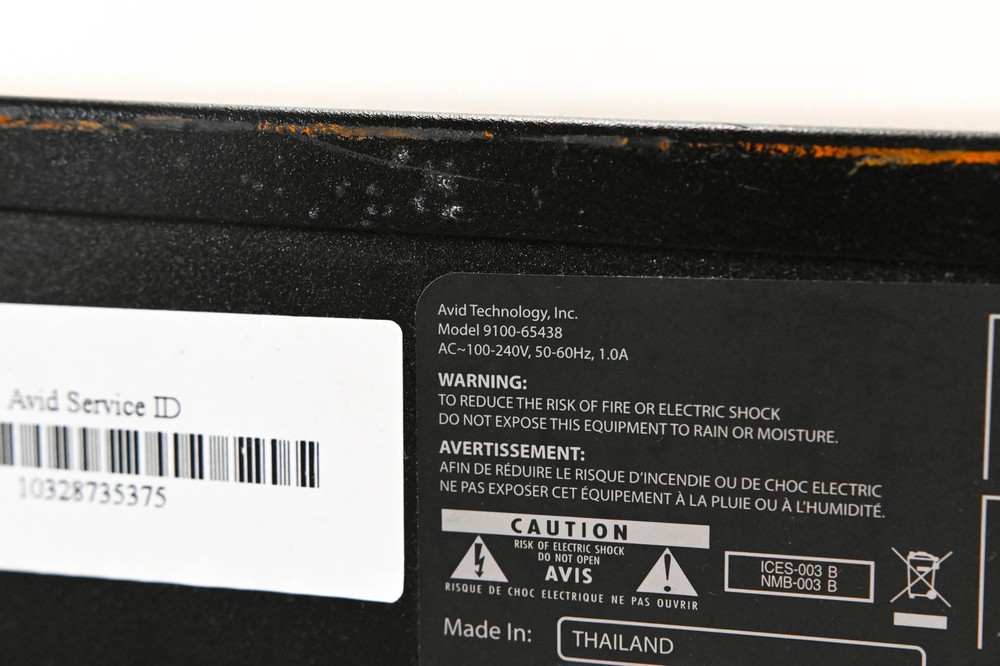 Avid Service ID
10328735375
Avid Technology, Inc.
Model 9100-65438
AC~100-240V, 50-60Hz, 1.0A
WARNING:
TO REDUCE THE RISK OF FIRE OR ELECTRIC SHOCK
DO NOT EXPOSE THIS EQUIPMENT TO RAIN OR MOISTURE.
AVERTISSEMENT:
AFIN DE RÉDUIRE LE RISQUE D'INCENDIE OU DE CHOC ELECTRIC
NE PAS EXPOSER CET ÉQUIPEMENT À LA PLUIE OU À L'HUMIDITÉ.
CAUTION
RISK OF ELECTRIC SHOCK
DO NOT OPEN
AVIS
RISQUE DE CHOC ELECTRIQUE NE PAS OUVRIR
ICES-003 B
NMB-003 B
Made In: THAILAND